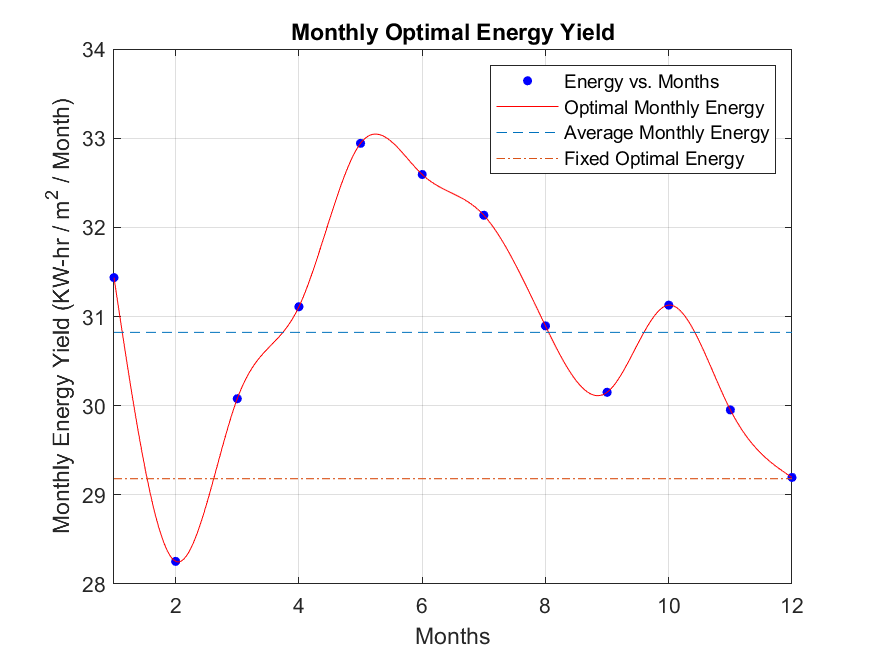 Monthly Optimal Energy Yield
Energy vs. Months
Optimal Monthly Energy
Average Monthly Energy
Fixed Optimal Energy
Monthly Energy Yield (KW-hr / m² / Month)
34
33
32
31
30
29
28
2 4 6 8 10 12
Months